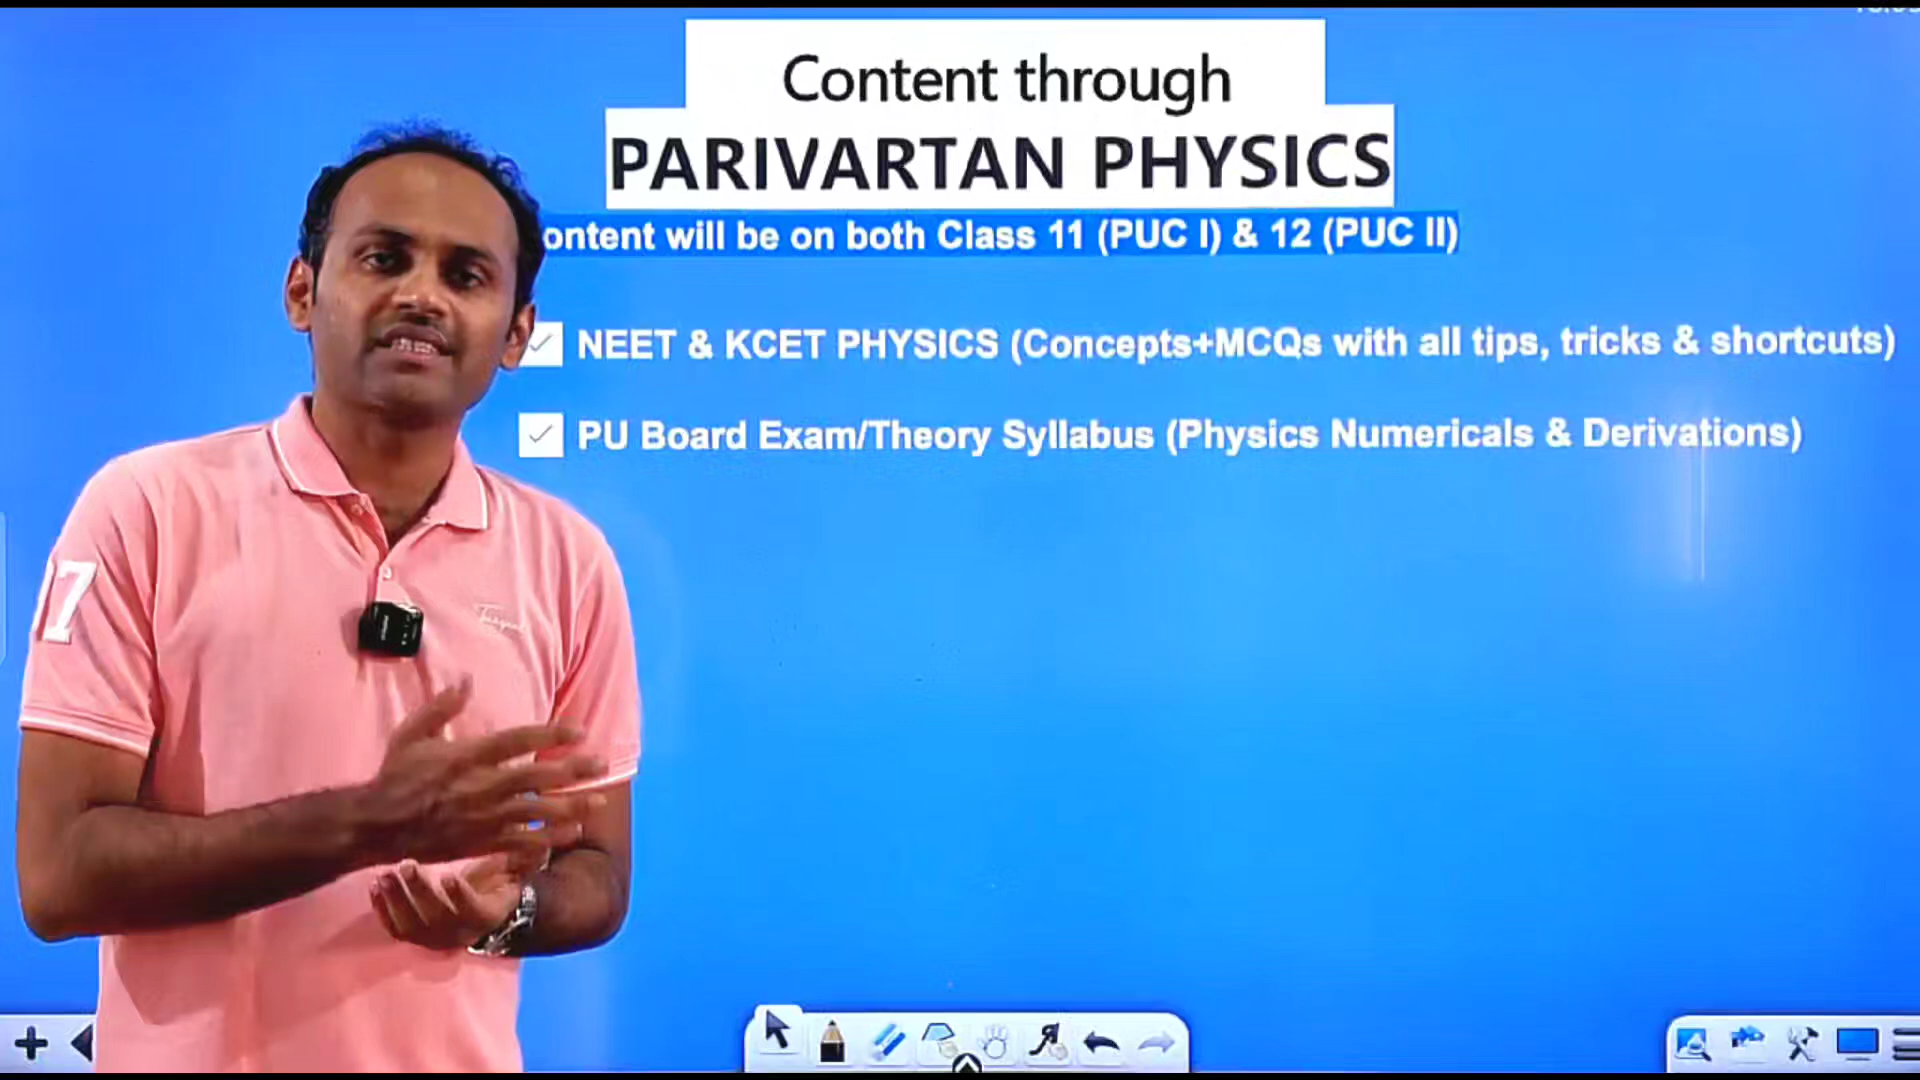 Content through
PARIVARTAN PHYSICS
ontent will be on both Class 11 (PUC I) & 12 (PUC II)
NEET & KCET PHYSICS (Concepts+MCQs with all tips, tricks & shortcuts)
PU Board Exam/Theory Syllabus (Physics Numericals & Derivations)
7